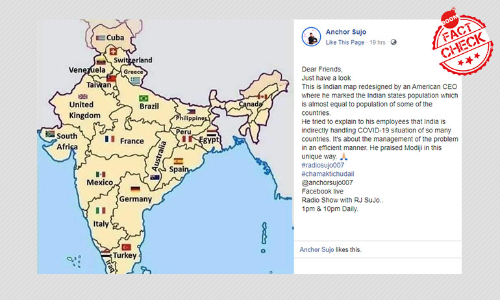 Cuba
Switzerland
Venezuela
Greece
Taiwan
United
Kingdom
Brazil
Philippines
Canada
Peru
Egypt
South
Africa
France
Australia
Spain
Mexico
Germany
Italy
Turkey
Anchor Sujo
Like This Page · 19 hrs ·
BOOM
FACT
CHECK
Dear Friends,
Just have a look
This is Indian map redesigned by an American CEO
where he marked the Indian states population which
is almost equal to population of some of the
countries.
He tried to explain to his employees that India is
indirectly handling COVID-19 situation of so many
countries. It's about the management of the problem
in an efficient manner. He praised Modiji in this
unique way. 🙏
#radiosujo007
#chamaktichudail
@anchorsujo007
Facebook live
Radio Show with RJ SuJo.
1pm & 10pm Daily.
Anchor Sujo likes this.